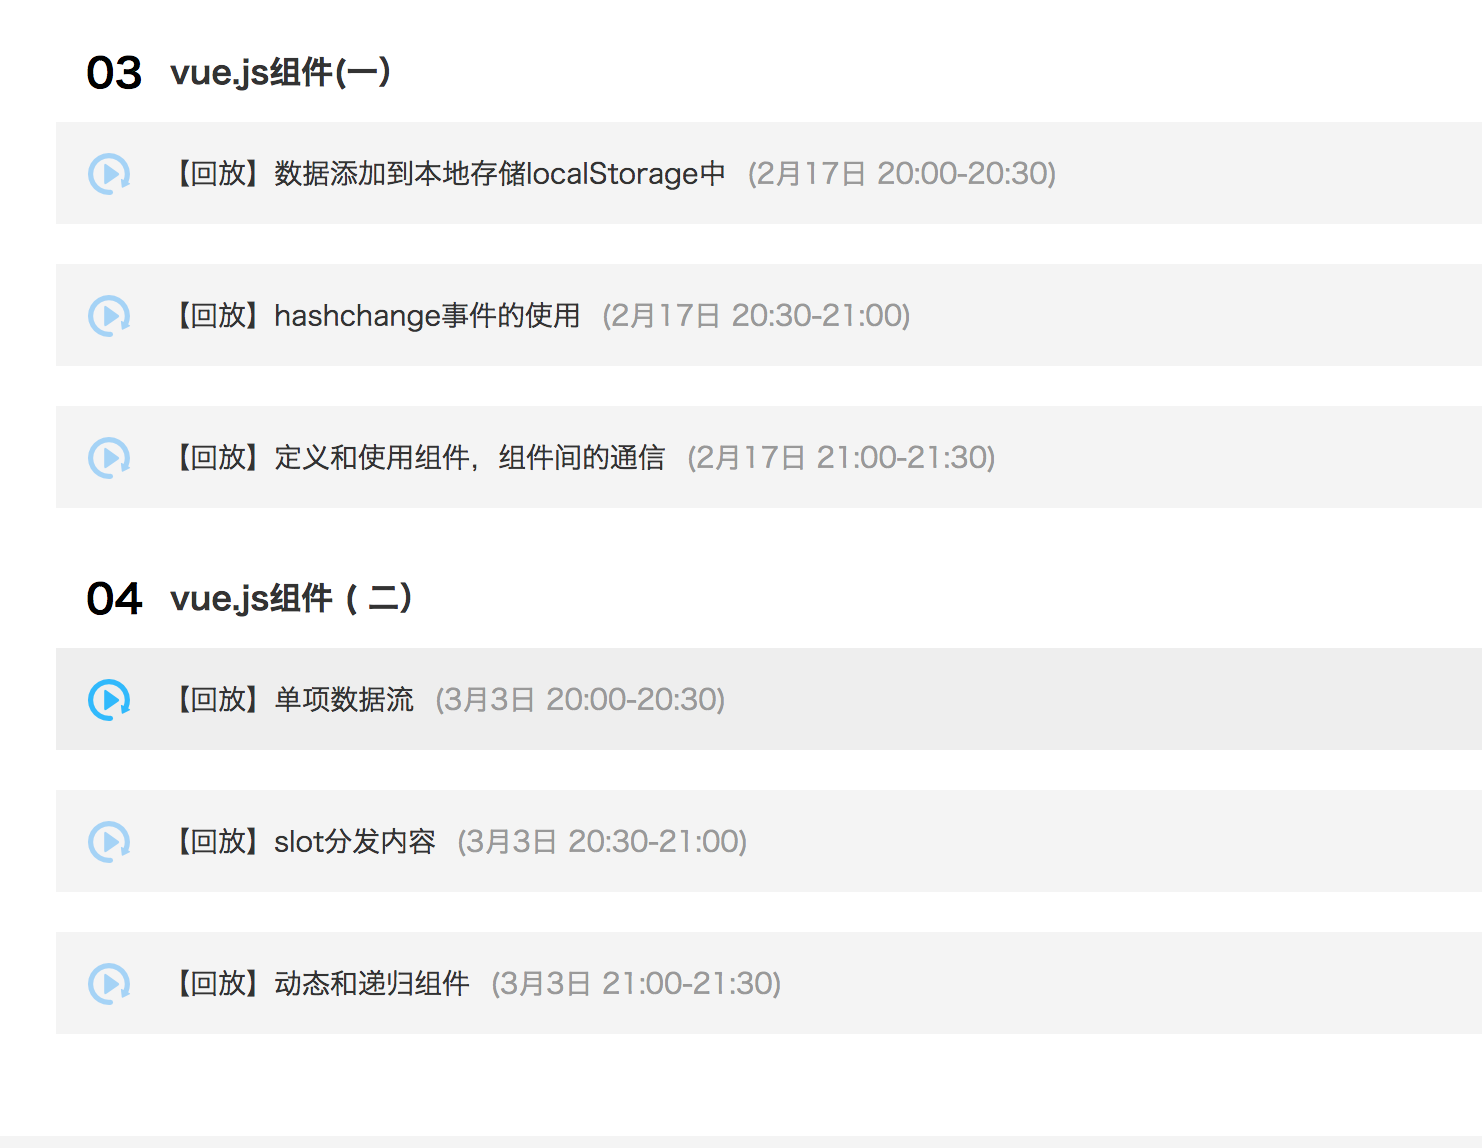 03 vue.js组件(一）
【回放】数据添加到本地存储localStorage中 (2月17日 20:00-20:30)
【回放】hashchange事件的使用 (2月17日 20:30-21:00)
【回放】定义和使用组件，组件间的通信 (2月17日 21:00-21:30)
04 vue.js组件 ( 二）
【回放】单项数据流 (3月3日 20:00-20:30)
【回放】slot分发内容 (3月3日 20:30-21:00)
【回放】动态和递归组件 (3月3日 21:00-21:30)